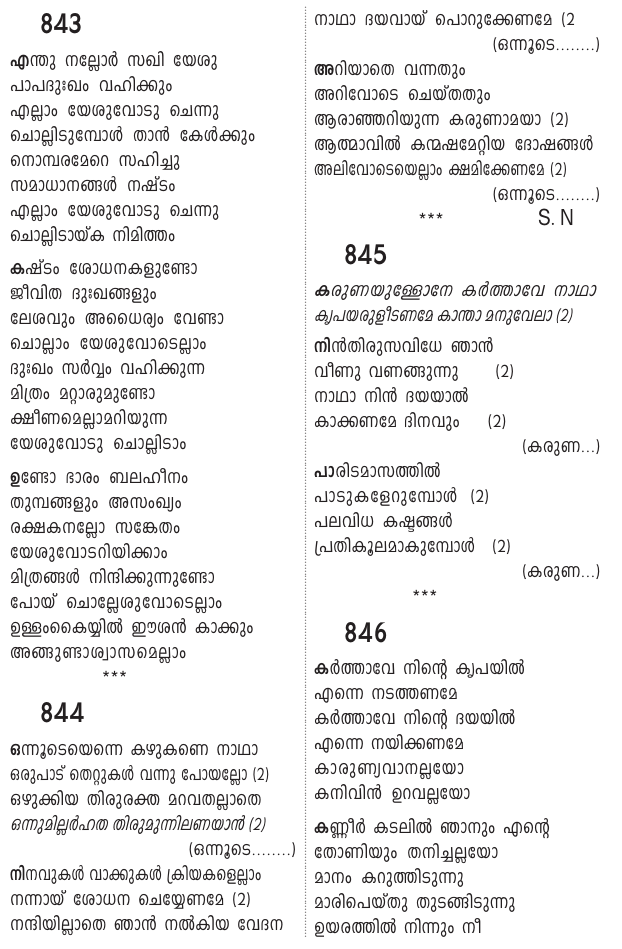 843
എന്തു നല്ലോർ സഖി യേശു
പാപദുഃഖം വഹിക്കും
എല്ലാം യേശുവോടു ചെന്നു
ചൊല്ലിടുമ്പോൾ താൻ കേൾക്കും
നൊമ്പരമേറെ സഹിച്ചു
സമാധാനങ്ങൾ നഷ്ടം
എല്ലാം യേശുവോടു ചെന്നു
ചൊല്ലിടായ്ക നിമിത്തം
കഷ്ടം ശോധനകളുണ്ടോ
ജീവിത ദുഃഖങ്ങളും
ലേശവും അധൈര്യം വേണ്ടാ
ചൊല്ലാം യേശുവോടെല്ലാം
ദുഃഖം സർവ്വം വഹിക്കുന്ന
മിത്രം മറ്റാരുമുണ്ടോ
ക്ഷീണമെല്ലാമറിയുന്ന
യേശുവോടു ചൊല്ലിടാം
ഉണ്ടോ ഭാരം ബലഹീനം
തുമ്പങ്ങളും അസംഖ്യം
രക്ഷകനല്ലോ സങ്കേതം
യേശുവോടറിയിക്കാം
മിത്രങ്ങൾ നിന്ദിക്കുന്നുണ്ടോ
പോയ് ചൊല്ലേശുവോടെല്ലാം
ഉള്ളംകൈയ്യിൽ ഈശൻ കാക്കും
അങ്ങുണ്ടാശ്വാസമെല്ലാം
***
844
ഒന്നൂടെയെന്നെ കഴുകണെ നാഥാ
ഒരുപാട് തെറ്റുകൾ വന്നു പോയല്ലോ (2)
ഒഴുക്കിയ തിരുരക്ത മറവതല്ലാതെ
ഒന്നുമില്ലർഹത തിരുമുന്നിലണയാൻ (2)
(ഒന്നൂടെ........)
നിനവുകൾ വാക്കുകൾ ക്രിയകളെല്ലാം
നന്നായ് ശോധന ചെയ്യേണമേ (2)
നന്ദിയില്ലാതെ ഞാൻ നൽകിയ വേദന
നാഥാ ദയവായ് പൊറുക്കേണമേ (2
(ഒന്നൂടെ........)
അറിയാതെ വന്നതും
അറിവോടെ ചെയ്തതും
ആരാഞ്ഞറിയുന്ന കരുണാമയാ (2)
ആത്മാവിൽ കന്മഷമേറ്റിയ ദോഷങ്ങൾ
അലിവോടെയെല്ലാം ക്ഷമിക്കേണമേ (2)
(ഒന്നൂടെ........)
*** S. N
845
കരുണയുള്ളോനേ കർത്താവേ നാഥാ
കൃപയരുളീടണമേ കാന്താ മനുവേലാ (2)
നിൻതിരുസവിധേ ഞാൻ
വീണു വണങ്ങുന്നു (2)
നാഥാ നിൻ ദയയാൽ
കാക്കണമേ ദിനവും (2)
(കരുണ...)
പാരിടമാസത്തിൽ
പാടുകളേറുമ്പോൾ (2)
പലവിധ കഷ്ടങ്ങൾ
പ്രതികൂലമാകുമ്പോൾ (2)
(കരുണ...)
***
846
കർത്താവേ നിന്റെ കൃപയിൽ
എന്നെ നടത്തണമേ
കർത്താവേ നിന്റെ ദയയിൽ
എന്നെ നയിക്കണമേ
കാരുണ്യവാനല്ലയോ
കനിവിൻ ഉറവല്ലയോ
കണ്ണീർ കടലിൽ ഞാനും എന്റെ
തോണിയും തനിച്ചല്ലയോ
മാനം കറുത്തിടുന്നു
മാരിപെയ്തു തുടങ്ങിടുന്നു
ഉയരത്തിൽ നിന്നും നീ